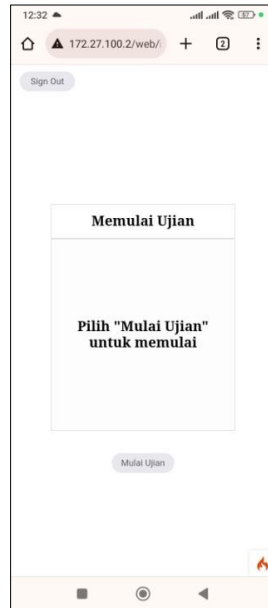 12:32
57
172.27.100.2/web/
2
Sign Out
Memulai Ujian
Pilih "Mulai Ujian"
untuk memulai
Mulai Ujian